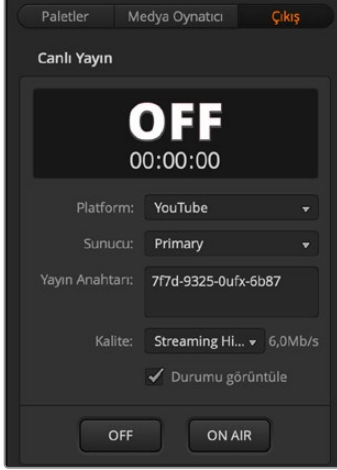 Paletler Medya Oynatıcı Çıkış
Canlı Yayın
OFF
00:00:00
Platform: YouTube
Sunucu: Primary
Yayın Anahtarı: 7f7d-9325-0ufx-6b87
Kalite: Streaming Hi... 6,0Mb/s
Durumu görüntüle
OFF ON AIR